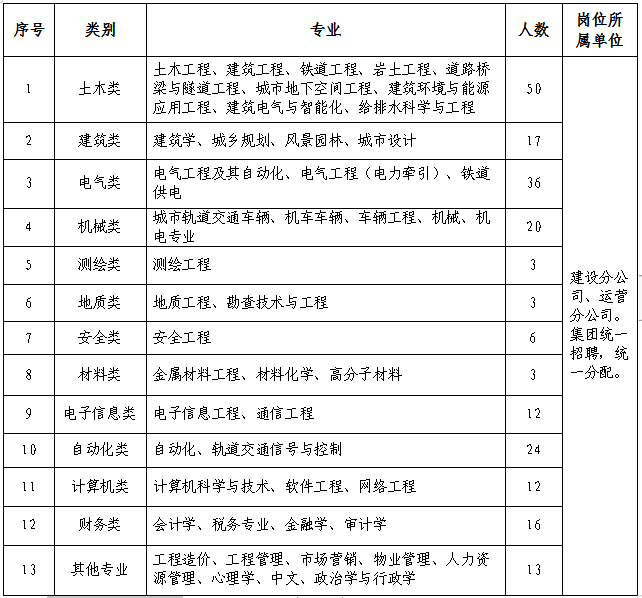 序号 类别 专业 人数 岗位所
属单位
1 土木类 土木工程、建筑工程、铁道工程、岩土工程、道路桥
梁与隧道工程、城市地下空间工程、建筑环境与能源
应用工程、建筑电气与智能化、给排水科学与工程 50
2 建筑类 建筑学、城乡规划、风景园林、城市设计 17
3 电气类 电气工程及其自动化、电气工程（电力牵引）、铁道
供电 36
4 机械类 城市轨道交通车辆、机车车辆、车辆工程、机械、机
电专业 20
5 测绘类 测绘工程 3
6 地质类 地质工程、勘查技术与工程 3
7 安全类 安全工程 6
8 材料类 金属材料工程、材料化学、高分子材料 3
9 电子信息类 电子信息工程、通信工程 12
10 自动化类 自动化、轨道交通信号与控制 24
11 计算机类 计算机科学与技术、软件工程、网络工程 12
12 财务类 会计学、税务专业、金融学、审计学 16
13 其他专业 工程造价、工程管理、市场营销、物业管理、人力资
源管理、心理学、中文、政治学与行政学 13
建设分公
司、运营
分公司。
集团统一
招聘，统
一分配。